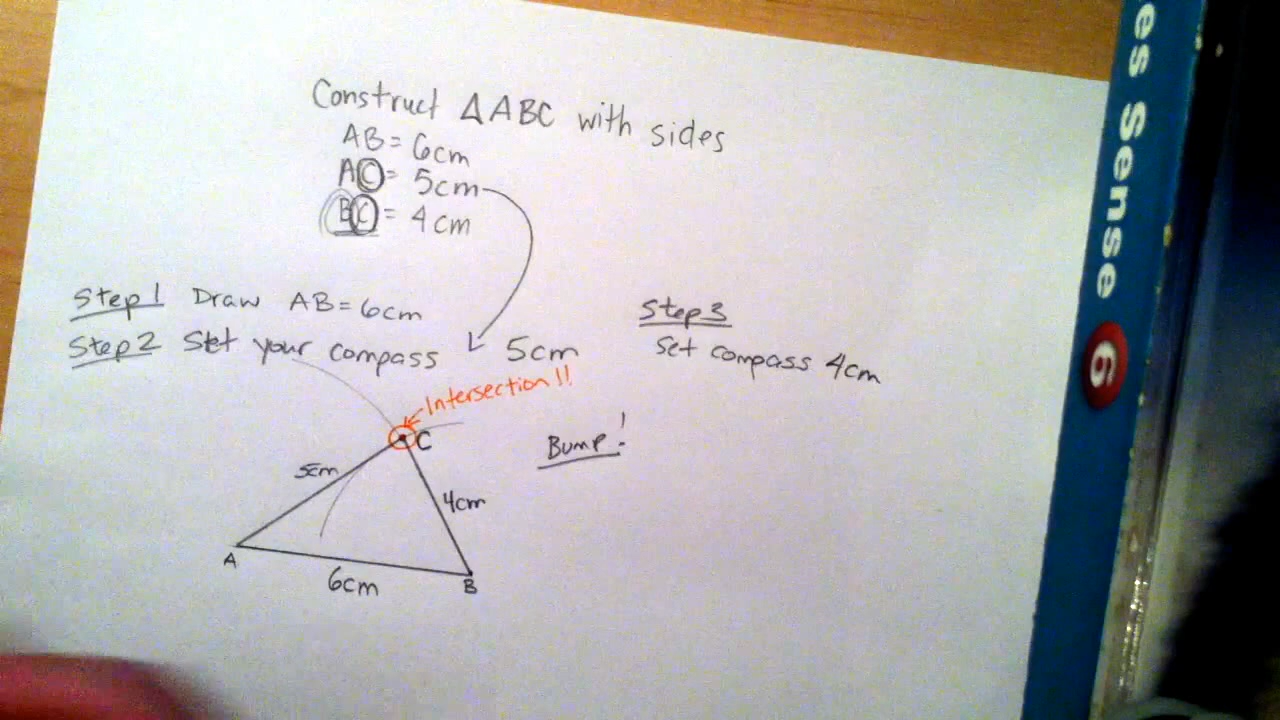 Construct △ABC with sides
AB = 6cm
AC = 5cm
BC = 4cm
Step 1 Draw AB = 6cm
Step 2 Set your compass 5cm
Step 3
Set compass 4cm
Intersection!!
Bump!
C
5cm
4cm
A
6cm
B
es Sense 6